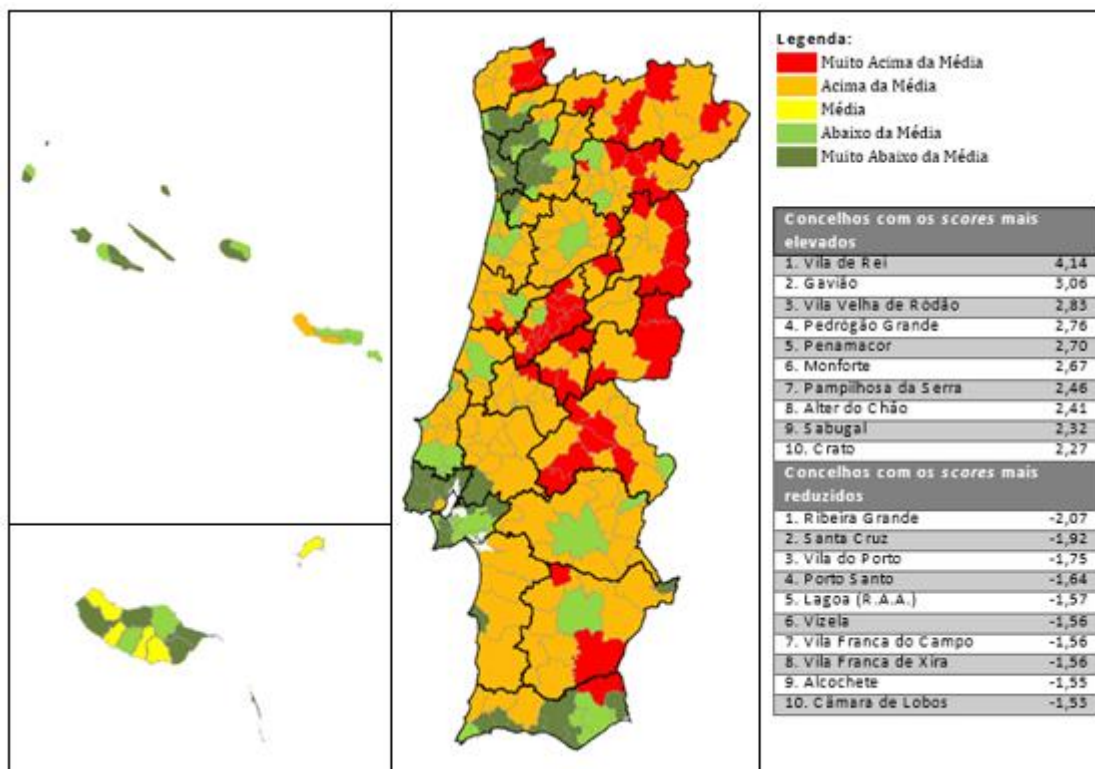 Legenda:
Muito Acima da Média
Acima da Média
Média
Abaixo da Média
Muito Abaixo da Média
Concelhos com os scores mais
elevados
1. Vila de Rei 4,14
2. Gavião 3,06
3. Vila Velha de Ródão 2,83
4. Pedrógão Grande 2,76
5. Penamacor 2,70
6. Monforte 2,67
7. Pampilhosa da Serra 2,46
8. Alter do Chão 2,41
9. Sabugal 2,32
10. Crato 2,27
Concelhos com os scores mais
reduzidos
1. Ribeira Grande -2,07
2. Santa Cruz -1,92
3. Vila do Porto -1,75
4. Porto Santo -1,64
5. Lagoa (R.A.A.) -1,57
6. Vizela -1,56
7. Vila Franca do Campo -1,56
8. Vila Franca de Xira -1,56
9. Alcochete -1,55
10. Câmara de Lobos -1,53